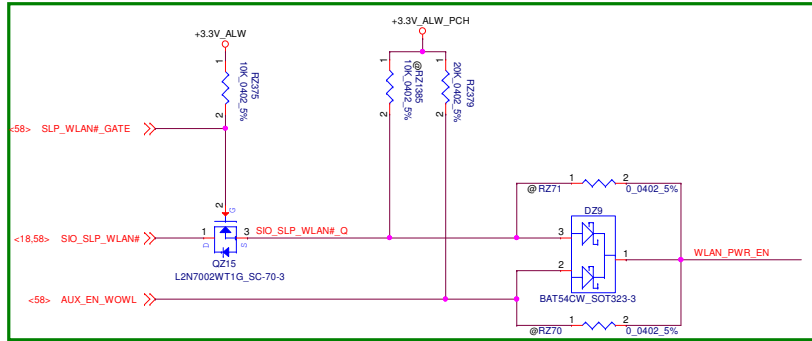 +3.3V_ALW
+3.3V_ALW_PCH
1
10K_0402_5%
RZ375
2
1
10K_0402_5%
@RZ1385
2
1
20K_0402_5%
RZ379
2
<58> SLP_WLAN#_GATE
2
G
1
@RZ71
2
0_0402_5%
DZ9
<18,58> SIO_SLP_WLAN#
1
D
3
S
SIO_SLP_WLAN#_Q
3
QZ15
L2N7002WT1G_SC-70-3
2
1
WLAN_PWR_EN
<58> AUX_EN_WOWL
BAT54CW_SOT323-3
1
@RZ70
2
0_0402_5%